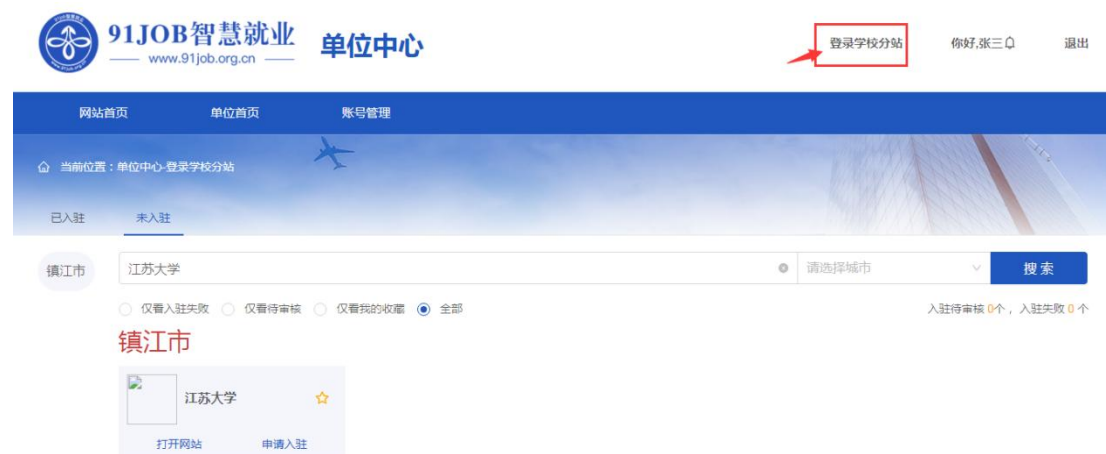 91JOB智慧就业
www.91job.org.cn
单位中心
登录学校分站
你好,张三
退出
网站首页
单位首页
账号管理
当前位置：单位中心-登录学校分站
已入驻
未入驻
镇江市
江苏大学
请选择城市
搜索
仅看入驻失败
仅看待审核
仅看我的收藏
全部
入驻待审核 0个，入驻失败 0 个
镇江市
江苏大学
打开网站
申请入驻